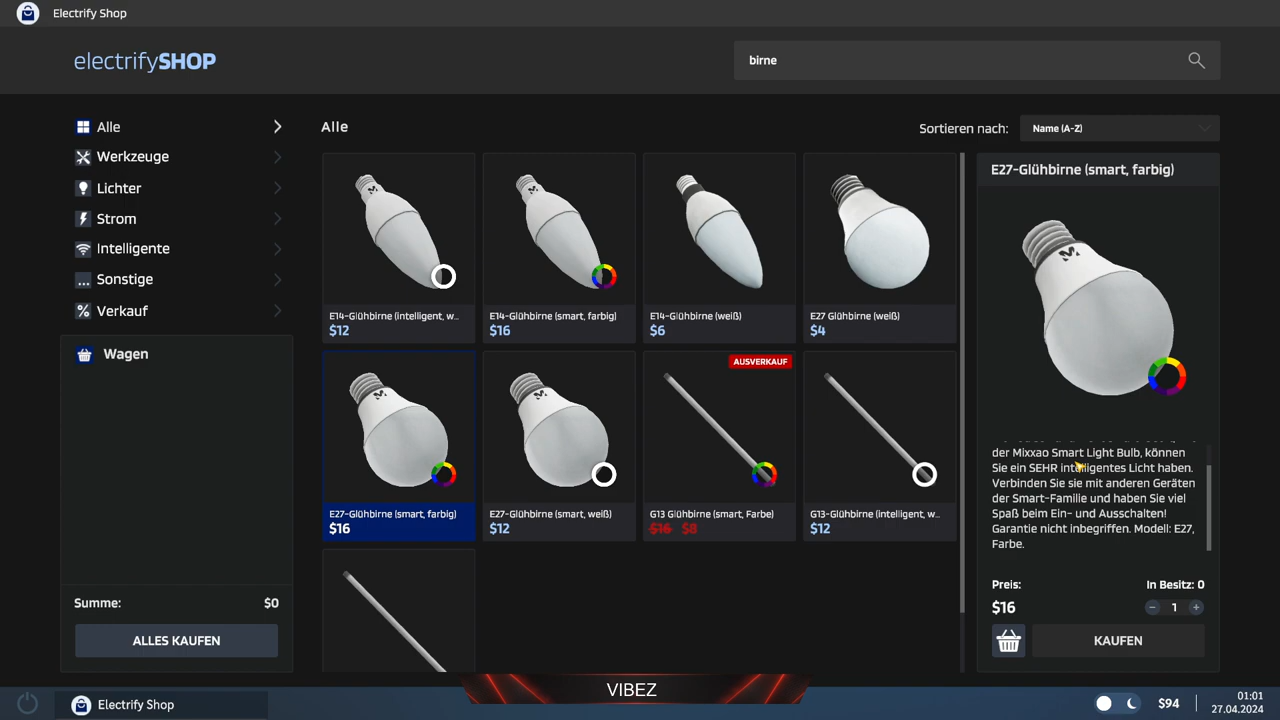 Electrify Shop
electrifySHOP
birne
Alle
Werkzeuge
Lichter
Strom
Intelligente
Sonstige
Verkauf
Wagen
Summe: $0
ALLES KAUFEN
Alle
Sortieren nach: Name (A-Z)
E14-Glühbirne (intelligent, w...
$12
E14-Glühbirne (smart, farbig)
$16
E14-Glühbirne (weiß)
$6
E27 Glühbirne (weiß)
$4
E27-Glühbirne (smart, farbig)
$16
E27-Glühbirne (smart, weiß)
$12
AUSVERKAUF
G13 Glühbirne (smart, Farbe)
$16 $8
G13-Glühbirne (intelligent, w...
$12
E27-Glühbirne (smart, farbig)
der Mixxao Smart Light Bulb, können
Sie ein SEHR intelligentes Licht haben.
Verbinden Sie sie mit anderen Geräten
der Smart-Familie und haben Sie viel
Spaß beim Ein- und Ausschalten!
Garantie nicht inbegriffen. Modell: E27,
Farbe.
Preis: In Besitz: 0
$16 1
KAUFEN
VIBEZ
Electrify Shop
$94
01:01
27.04.2024